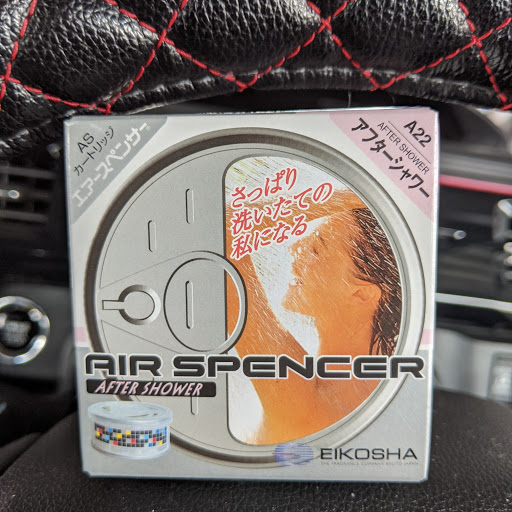 AS
カートリッジ
エアースペンサー
A22
AFTER SHOWER
アフターシャワー
さっぱり
洗いたての
私になる
AIR SPENCER
AFTER SHOWER
EIKOSHA